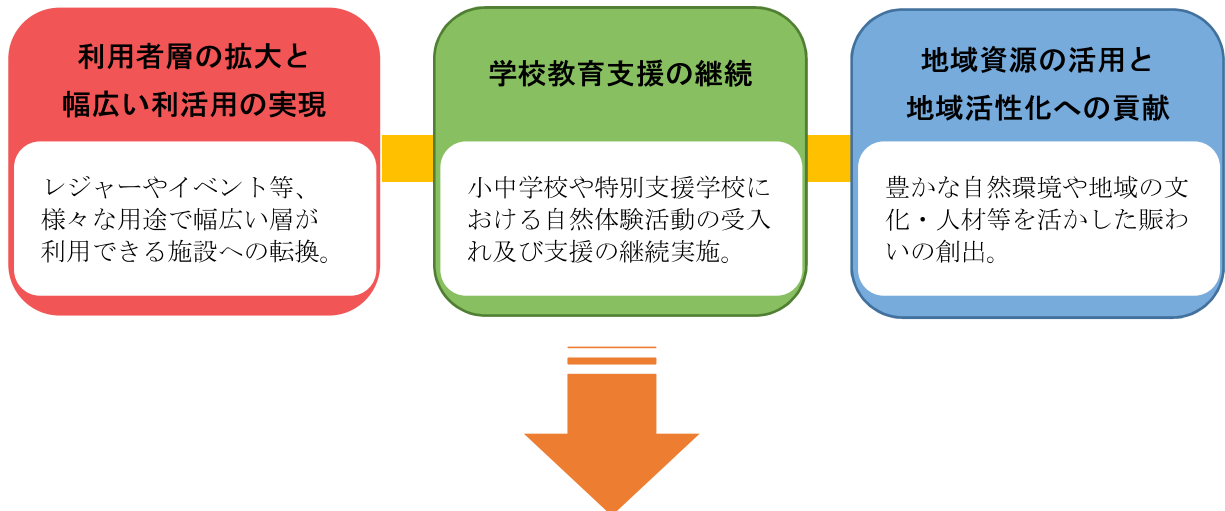 利用者層の拡大と
幅広い利活用の実現
レジャーやイベント等、
様々な用途で幅広い層が
利用できる施設への転換。
学校教育支援の継続
小中学校や特別支援学校に
おける自然体験活動の受入
れ及び支援の継続実施。
地域資源の活用と
地域活性化への貢献
豊かな自然環境や地域の文
化・人材等を活かした賑わ
いの創出。